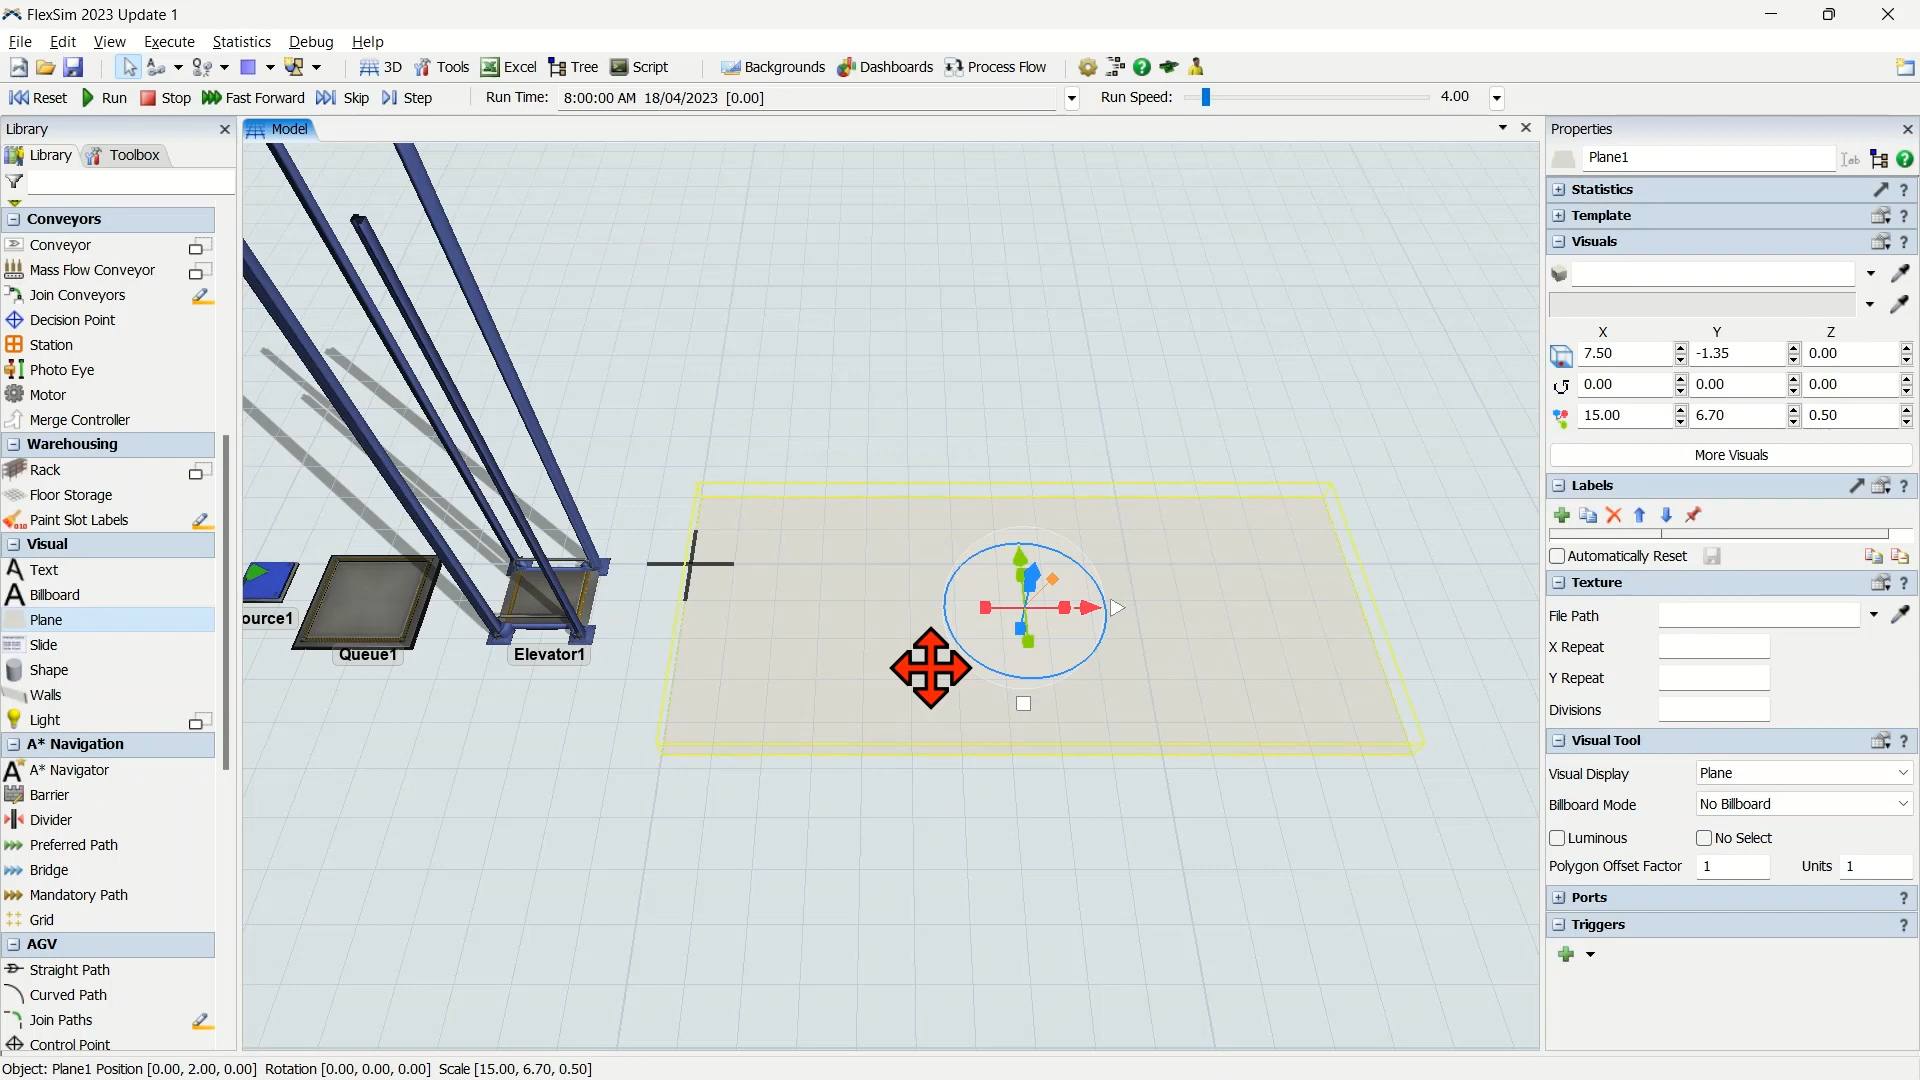 FlexSim 2023 Update 1
File Edit View Execute Statistics Debug Help
3D Tools Excel Tree Script Backgrounds Dashboards Process Flow
Reset Run Stop Fast Forward Skip Step Run Time: 8:00:00 AM 18/04/2023 [0.00] Run Speed: 4.00
Library
Library Toolbox
Conveyors
Conveyor
Mass Flow Conveyor
Join Conveyors
Decision Point
Station
Photo Eye
Motor
Merge Controller
Warehousing
Rack
Floor Storage
Paint Slot Labels
Visual
Text
Billboard
Plane
Slide
Shape
Walls
Light
A* Navigation
A* Navigator
Barrier
Divider
Preferred Path
Bridge
Mandatory Path
Grid
AGV
Straight Path
Curved Path
Join Paths
Control Point
Model
ource1
Queue1
Elevator1
Properties
Plane1
Statistics
Template
Visuals
X Y Z
7.50 -1.35 0.00
0.00 0.00 0.00
15.00 6.70 0.50
More Visuals
Labels
Automatically Reset
Texture
File Path
X Repeat
Y Repeat
Divisions
Visual Tool
Visual Display Plane
Billboard Mode No Billboard
Luminous No Select
Polygon Offset Factor 1 Units 1
Ports
Triggers
Object: Plane1 Position [0.00, 2.00, 0.00] Rotation [0.00, 0.00, 0.00] Scale [15.00, 6.70, 0.50]